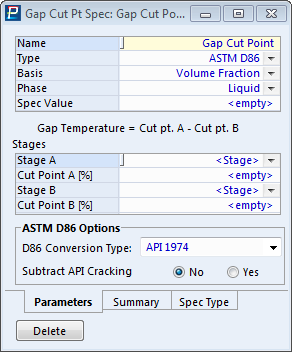 Gap Cut Pt Spec: Gap Cut Po...
Name Gap Cut Point
Type ASTM D86
Basis Volume Fraction
Phase Liquid
Spec Value <empty>
Gap Temperature = Cut pt. A - Cut pt. B
Stages
Stage A <Stage>
Cut Point A [%] <empty>
Stage B <Stage>
Cut Point B [%] <empty>
ASTM D86 Options
D86 Conversion Type: API 1974
Subtract API Cracking No Yes
Parameters Summary Spec Type
Delete